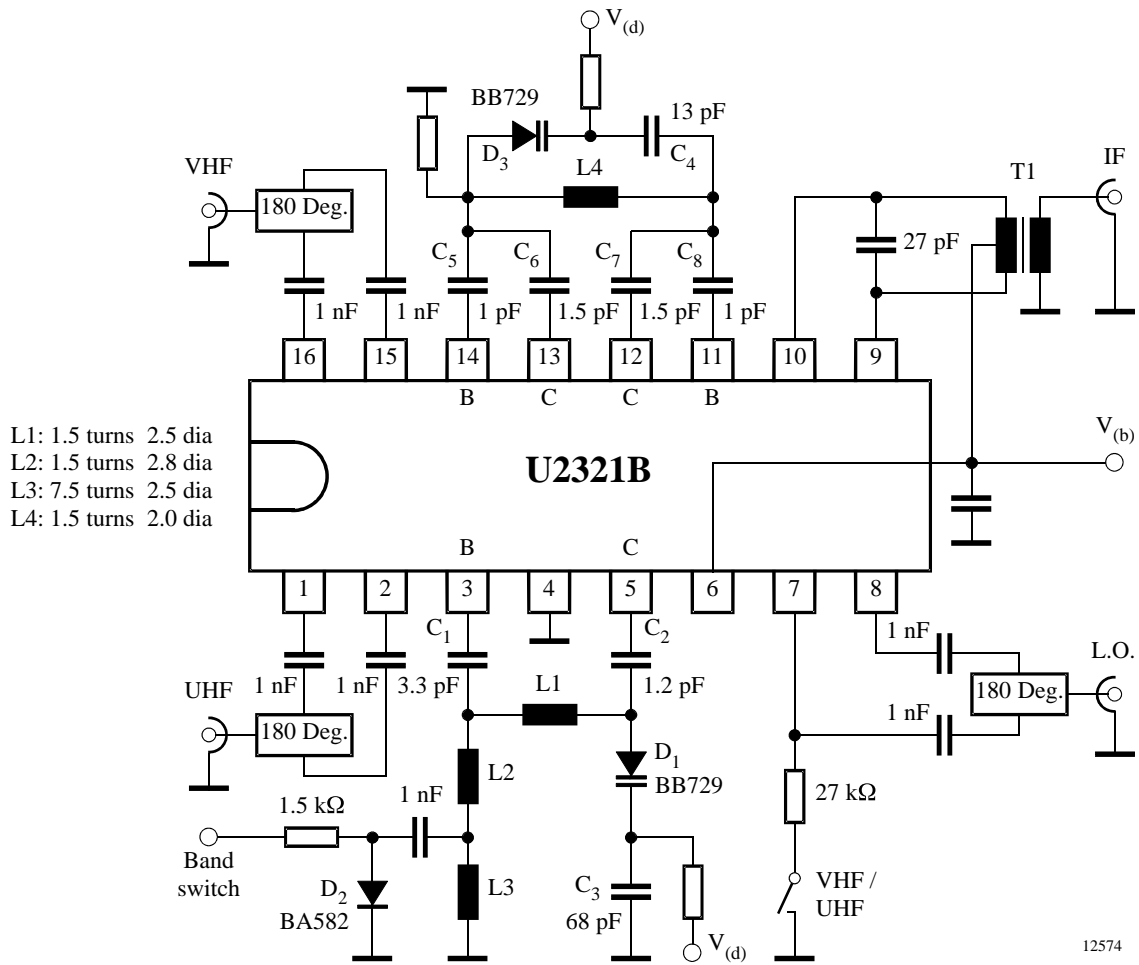 V(d)
BB729
13 pF
D3
C4
L4
VHF
180 Deg.
T1
IF
27 pF
C5
C6
C7
C8
1 nF
1 nF
1 pF
1.5 pF
1.5 pF
1 pF
16
15
14
13
12
11
10
9
B
C
C
B
L1: 1.5 turns 2.5 dia
L2: 1.5 turns 2.8 dia
L3: 7.5 turns 2.5 dia
L4: 1.5 turns 2.0 dia
U2321B
V(b)
B
C
1
2
3
4
5
6
7
8
C1
C2
1 nF
1 nF
3.3 pF
1.2 pF
1 nF
L.O.
180 Deg.
1 nF
UHF
180 Deg.
L1
L2
D1
BB729
1.5 kΩ
1 nF
27 kΩ
Band
switch
D2
BA582
L3
C3
68 pF
V(d)
VHF /
UHF
12574